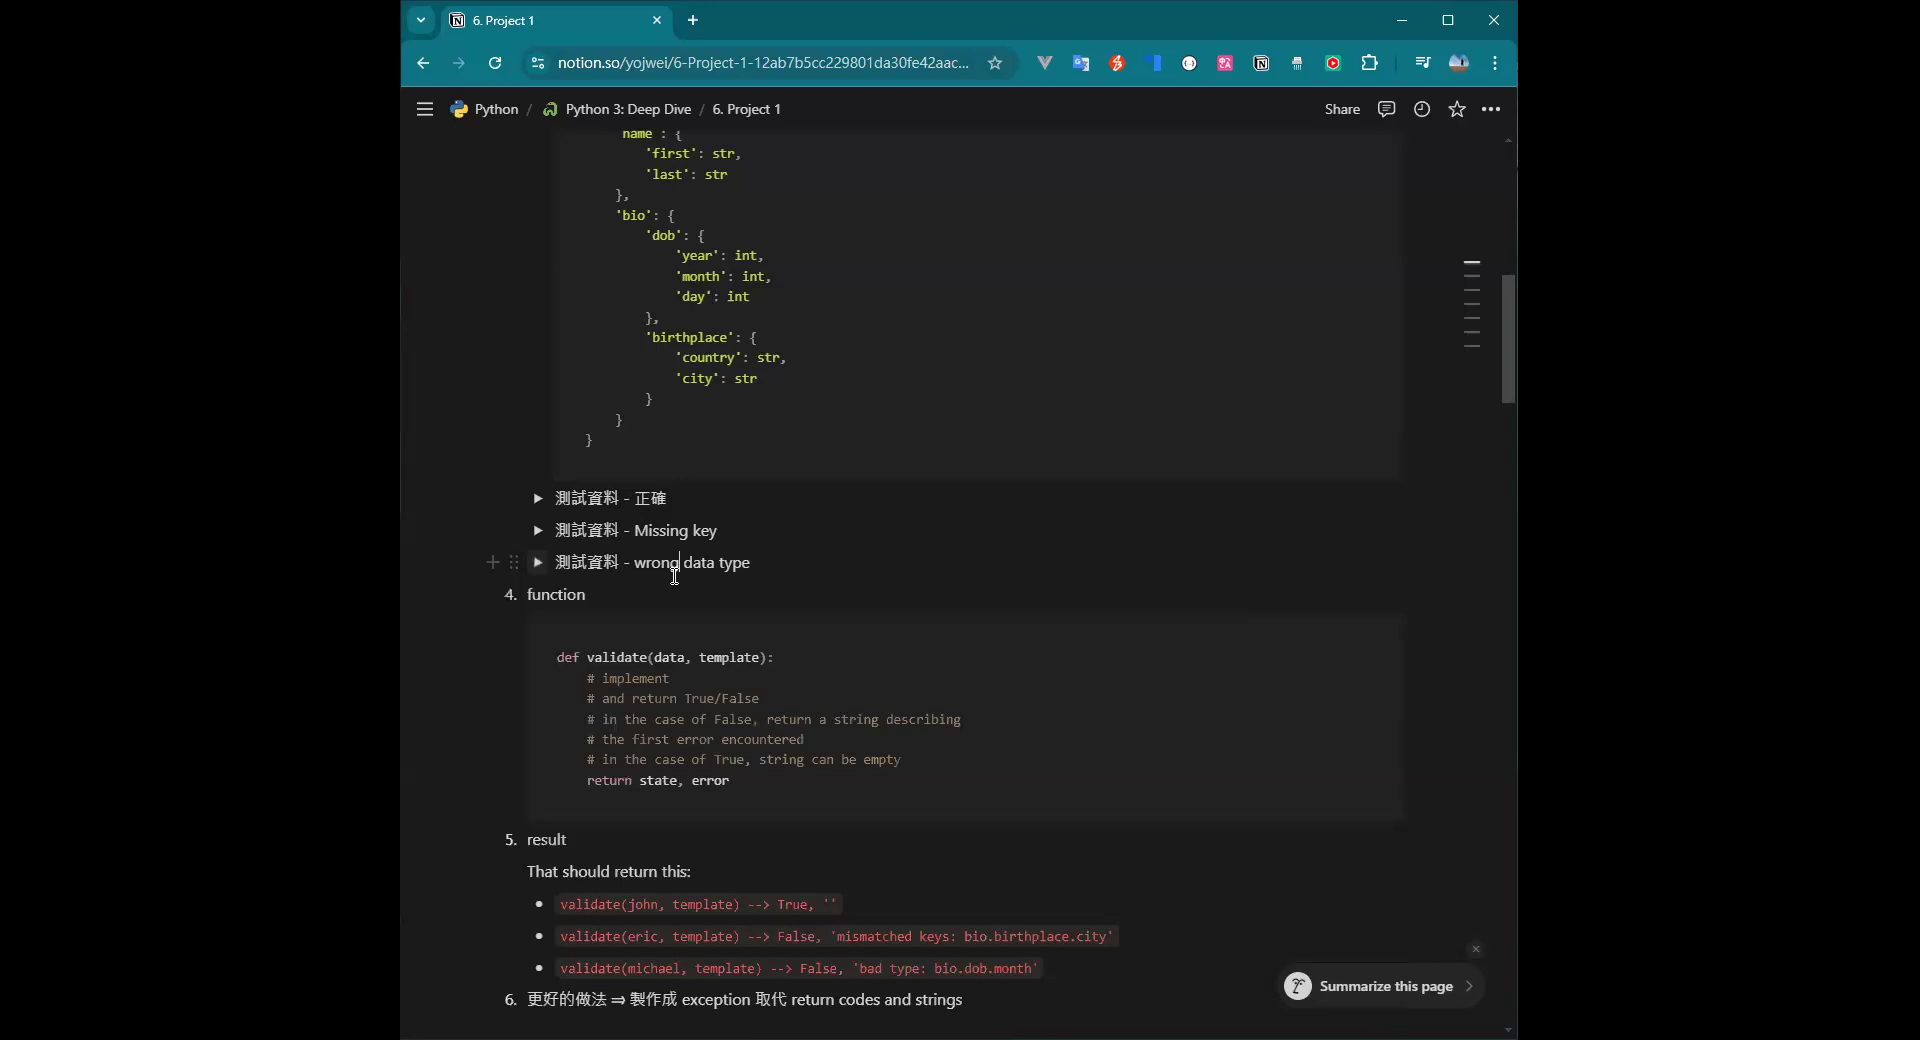 6. Project 1
notion.so/yojwei/6-Project-1-12ab7b5cc229801da30fe42aac...
Python / Python 3: Deep Dive / 6. Project 1
Share
name : {
'first': str,
'last': str
},
'bio': {
'dob': {
'year': int,
'month': int,
'day': int
},
'birthplace': {
'country': str,
'city': str
}
}
}
測試資料 - 正確
測試資料 - Missing key
測試資料 - wrong data type
4. function
def validate(data, template):
# implement
# and return True/False
# in the case of False, return a string describing
# the first error encountered
# in the case of True, string can be empty
return state, error
5. result
That should return this:
validate(john, template) --> True, ''
validate(eric, template) --> False, 'mismatched keys: bio.birthplace.city'
validate(michael, template) --> False, 'bad type: bio.dob.month'
Summarize this page
6. 更好的做法 ⇒ 製作成 exception 取代 return codes and strings